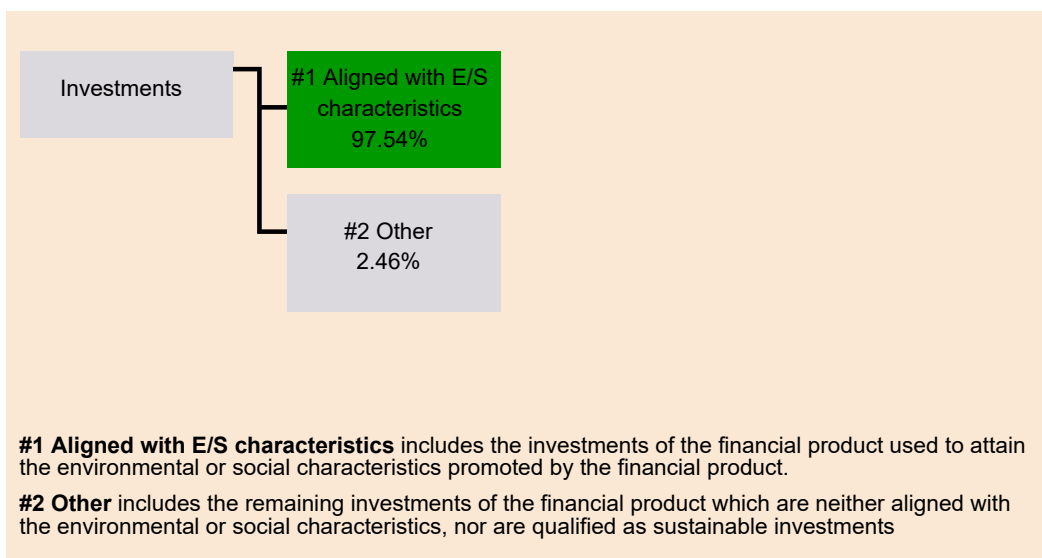 Investments
#1 Aligned with E/S
characteristics
97.54%
#2 Other
2.46%
#1 Aligned with E/S characteristics includes the investments of the financial product used to attain
the environmental or social characteristics promoted by the financial product.
#2 Other includes the remaining investments of the financial product which are neither aligned with
the environmental or social characteristics, nor are qualified as sustainable investments